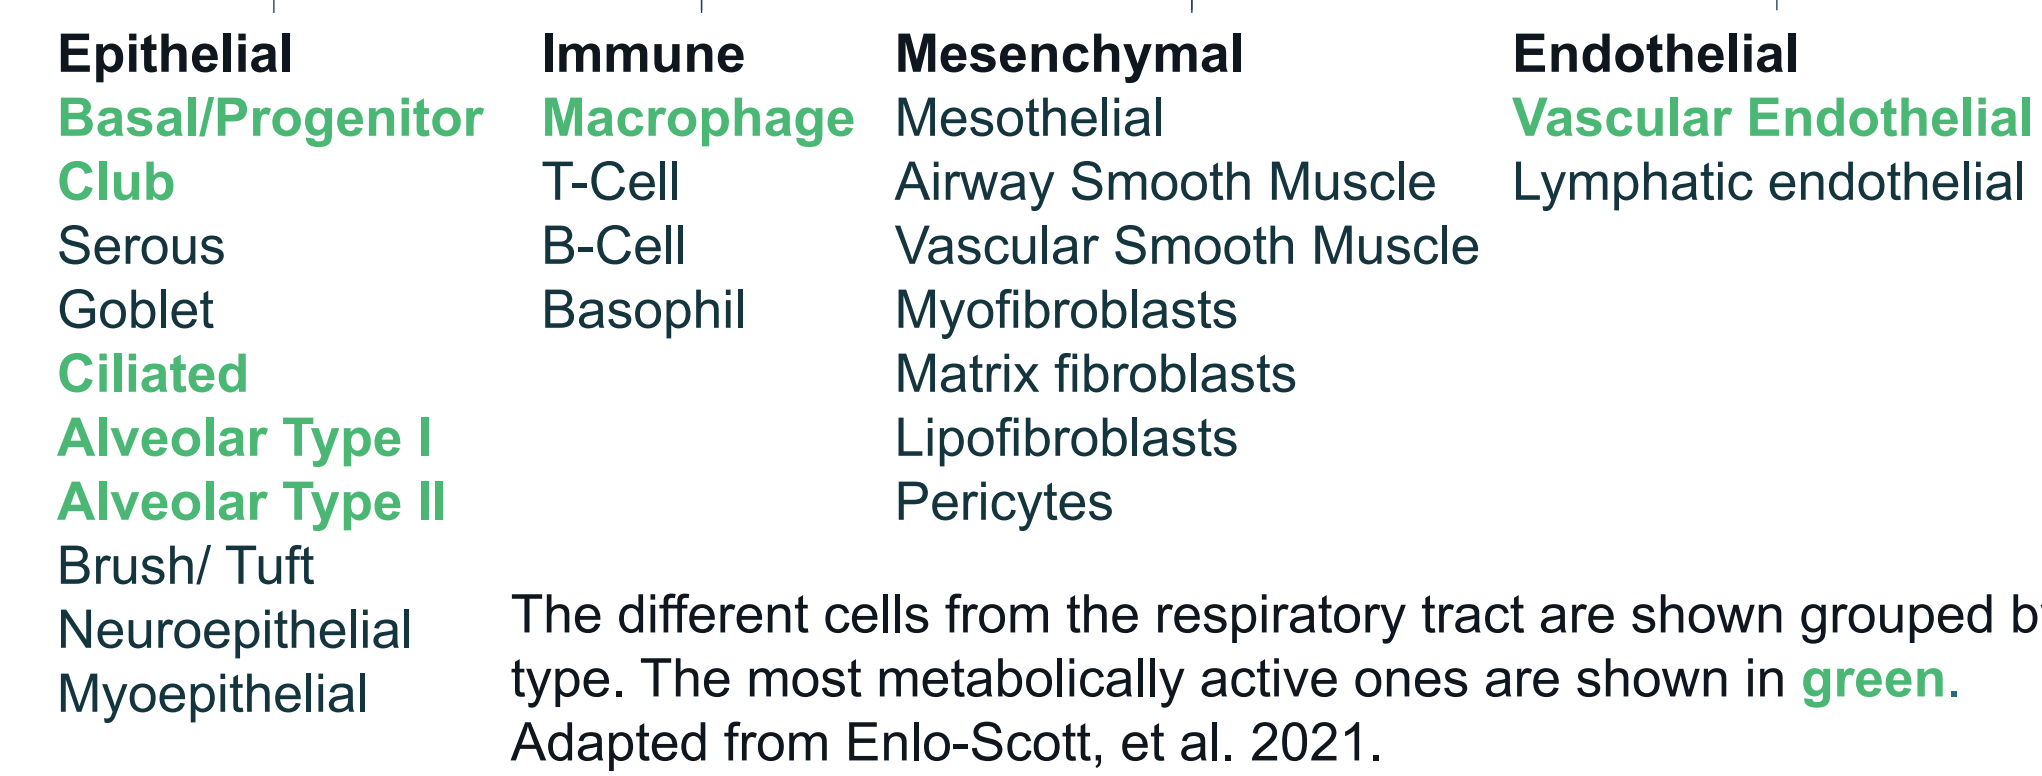 Epithelial
Basal/Progenitor
Club
Serous
Goblet
Ciliated
Alveolar Type I
Alveolar Type II
Brush/ Tuft
Neuroepithelial
Myoepithelial
Immune
Macrophage
T-Cell
B-Cell
Basophil
Mesenchymal
Mesothelial
Airway Smooth Muscle
Vascular Smooth Muscle
Myofibroblasts
Matrix fibroblasts
Lipofibroblasts
Pericytes
Endothelial
Vascular Endothelial
Lymphatic endothelial
The different cells from the respiratory tract are shown grouped by
type. The most metabolically active ones are shown in green.
Adapted from Enlo-Scott, et al. 2021.